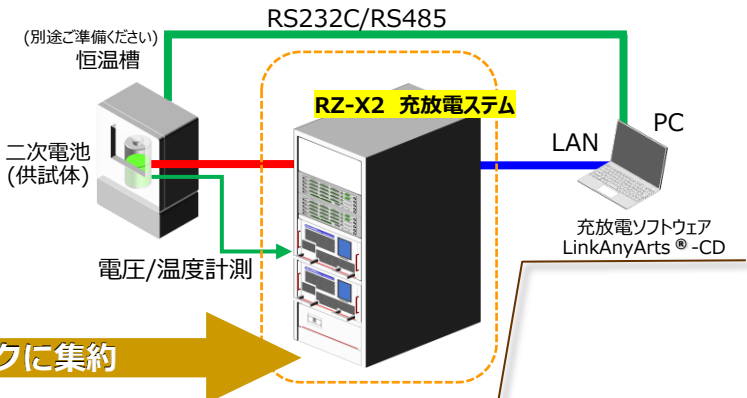 RS232C/RS485
(別途ご準備ください)
恒温槽
RZ-X2 充放電ステム
PC
LAN
二次電池
(供試体)
充放電ソフトウェア
LinkAnyArts®-CD
電圧/温度計測
クに集約